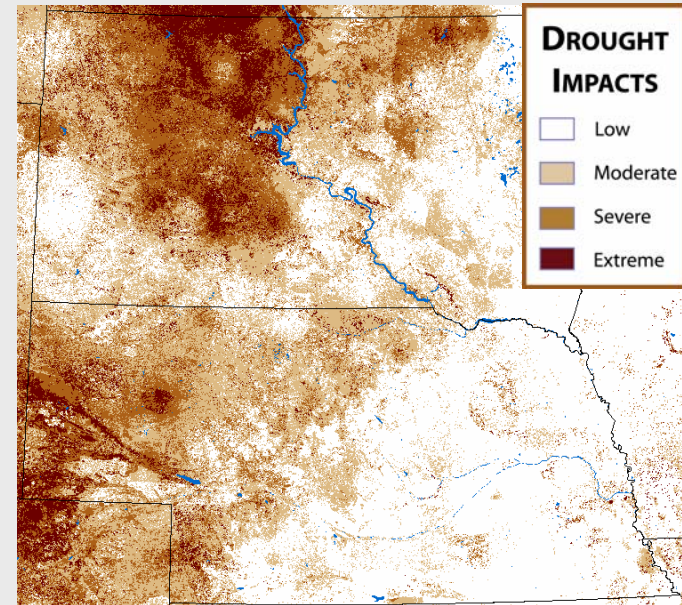 DROUGHT
IMPACTS
Low
Moderate
Severe
Extreme